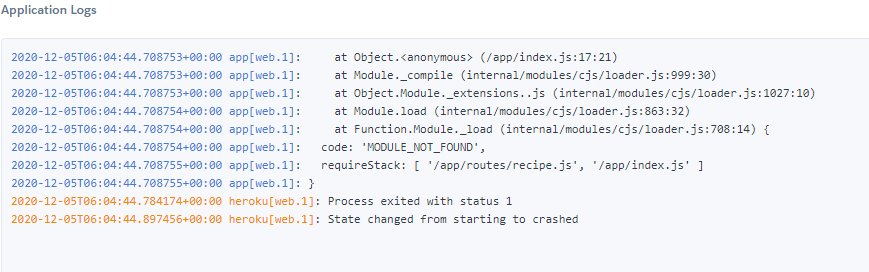 Application Logs
2020-12-05T06:04:44.708753+00:00 app[web.1]:     at Object.<anonymous> (/app/index.js:17:21)
2020-12-05T06:04:44.708753+00:00 app[web.1]:     at Module._compile (internal/modules/cjs/loader.js:999:30)
2020-12-05T06:04:44.708753+00:00 app[web.1]:     at Object.Module._extensions..js (internal/modules/cjs/loader.js:1027:10)
2020-12-05T06:04:44.708754+00:00 app[web.1]:     at Module.load (internal/modules/cjs/loader.js:863:32)
2020-12-05T06:04:44.708754+00:00 app[web.1]:     at Function.Module._load (internal/modules/cjs/loader.js:708:14) {
2020-12-05T06:04:44.708754+00:00 app[web.1]:   code: 'MODULE_NOT_FOUND',
2020-12-05T06:04:44.708755+00:00 app[web.1]:   requireStack: [ '/app/routes/recipe.js', '/app/index.js' ]
2020-12-05T06:04:44.708755+00:00 app[web.1]: }
2020-12-05T06:04:44.784174+00:00 heroku[web.1]: Process exited with status 1
2020-12-05T06:04:44.897456+00:00 heroku[web.1]: State changed from starting to crashed